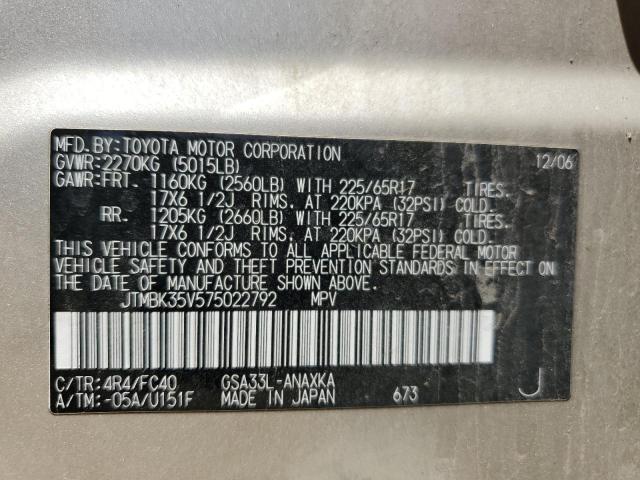 MFD. BY: TOYOTA MOTOR CORPORATION 12/06
GVWR: 2270KG (5015LB)
GAWR: FRT. 1160KG (2560LB) WITH 225/65R17 TIRES.
17X6 1/2J RIMS. AT 220KPA (32PSI) COLD.
RR. 1205KG (2660LB) WITH 225/65R17 TIRES.
17X6 1/2J RIMS. AT 220KPA (32PSI) COLD.
THIS VEHICLE CONFORMS TO ALL APPLICABLE FEDERAL MOTOR
VEHICLE SAFETY AND THEFT PREVENTION STANDARDS IN EFFECT ON
THE DATE OF MANUFACTURE SHOWN ABOVE.
JTMBK35V575022792 MPV
C/TR: 4R4/FC40 GSA33L-ANAXKA
A/TM: -05A/U151F MADE IN JAPAN 673 J